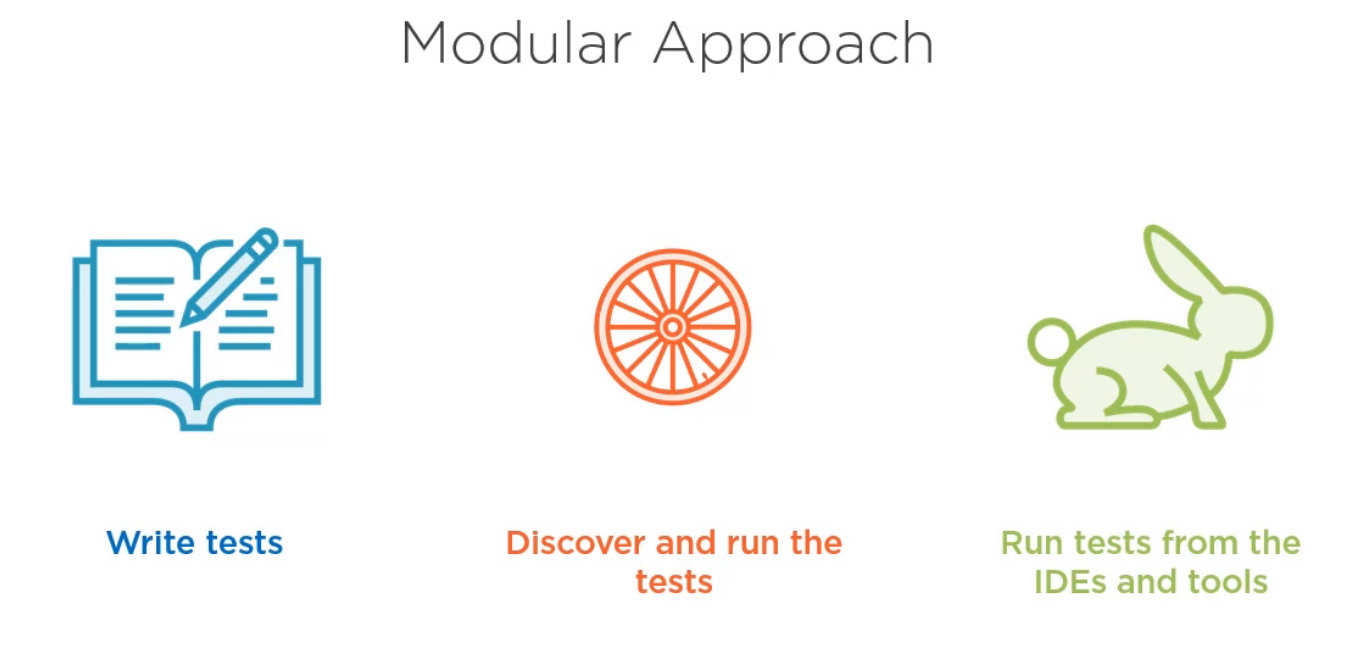 Modular Approach
Write tests
Discover and run the
tests
Run tests from the
IDEs and tools